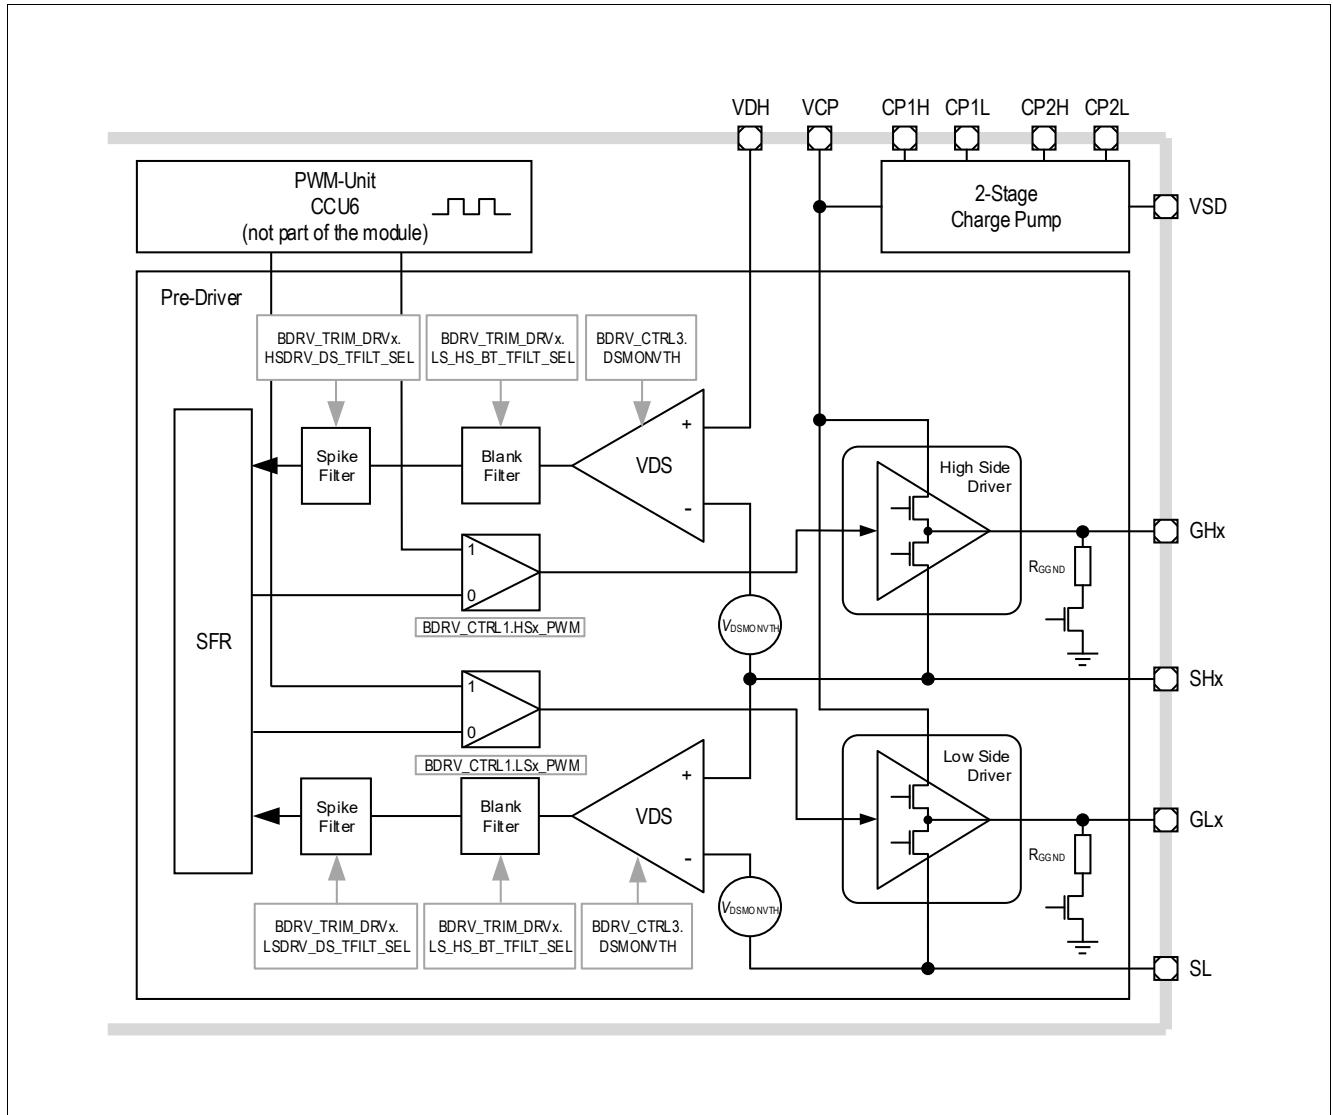 VDH VCP CP1H CP1L CP2H CP2L
PWM-Unit
CCU6
(not part of the module)
2-Stage
Charge Pump
VSD
Pre-Driver
BDRV_TRIM_DRVx.
HSDRV_DS_TFILT_SEL
BDRV_TRIM_DRVx.
LS_HS_BT_TFILT_SEL
BDRV_CTRL3.
DSMONVTH
Spike
Filter
Blank
Filter
+
VDS
-
High Side
Driver
GHx
1
0
BDRV_CTRL1.HSx_PWM
RGGND
VDSMONVTH
SFR
SHx
1
0
BDRV_CTRL1.LSx_PWM
Low Side
Driver
Spike
Filter
Blank
Filter
+
VDS
-
GLx
RGGND
VDSMONVTH
BDRV_TRIM_DRVx.
LSDRV_DS_TFILT_SEL
BDRV_TRIM_DRVx.
LS_HS_BT_TFILT_SEL
BDRV_CTRL3.
DSMONVTH
SL